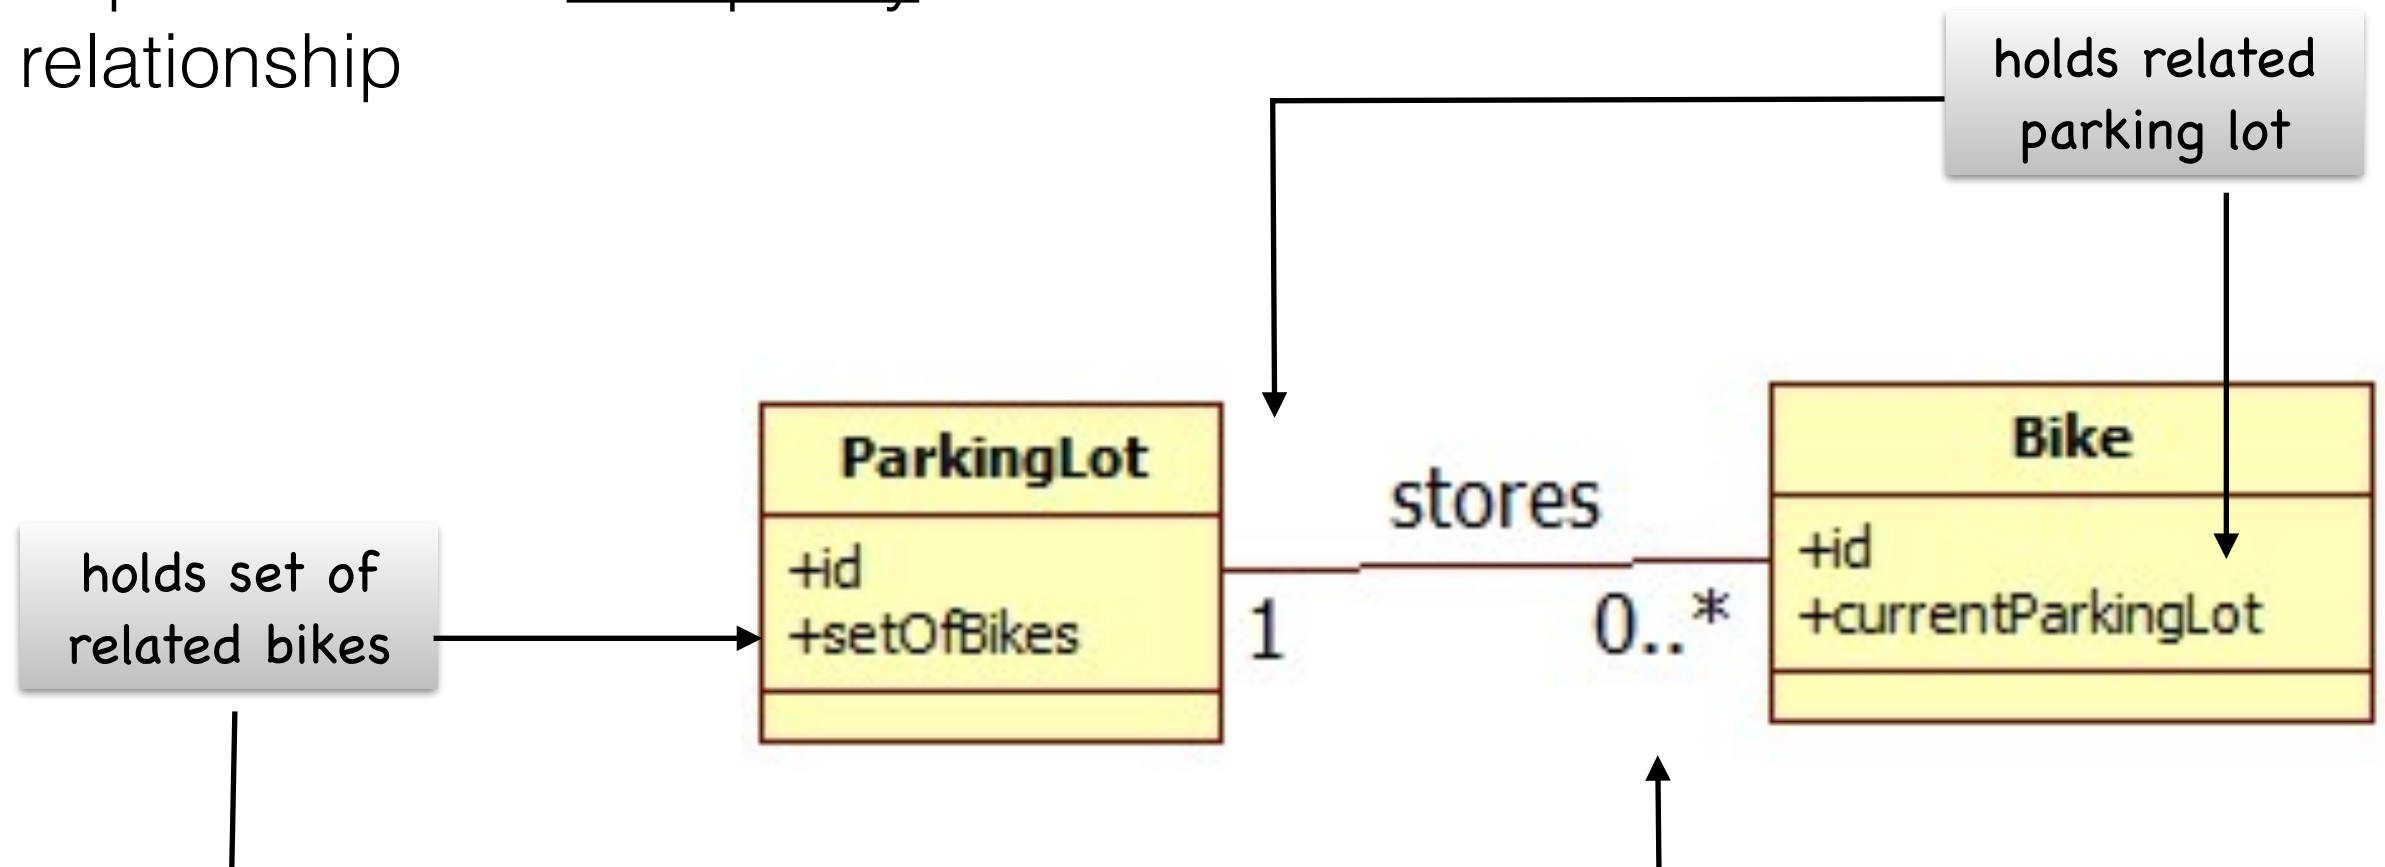 relationship
holds related
parking lot
ParkingLot
+id
+setOfBikes
stores
1
0..*
Bike
+id
+currentParkingLot
holds set of
related bikes